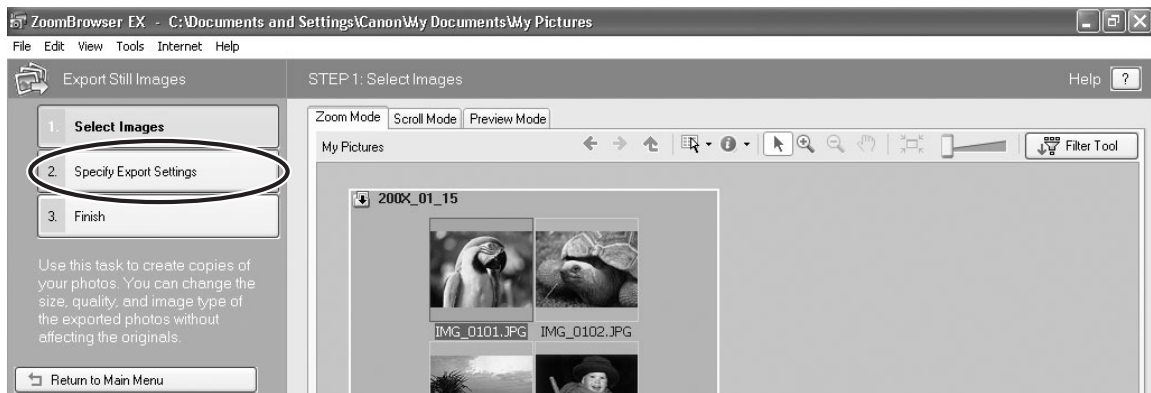 ZoomBrowser EX - C:\Documents and Settings\Canon\My Documents\My Pictures
File Edit View Tools Internet Help
Export Still Images
STEP 1: Select Images
Help ?
1. Select Images
2. Specify Export Settings
3. Finish
Use this task to create copies of
your photos. You can change the
size, quality, and image type of
the exported photos without
affecting the originals.
Return to Main Menu
Zoom Mode Scroll Mode Preview Mode
My Pictures
Filter Tool
200X_01_15
IMG_0101.JPG IMG_0102.JPG